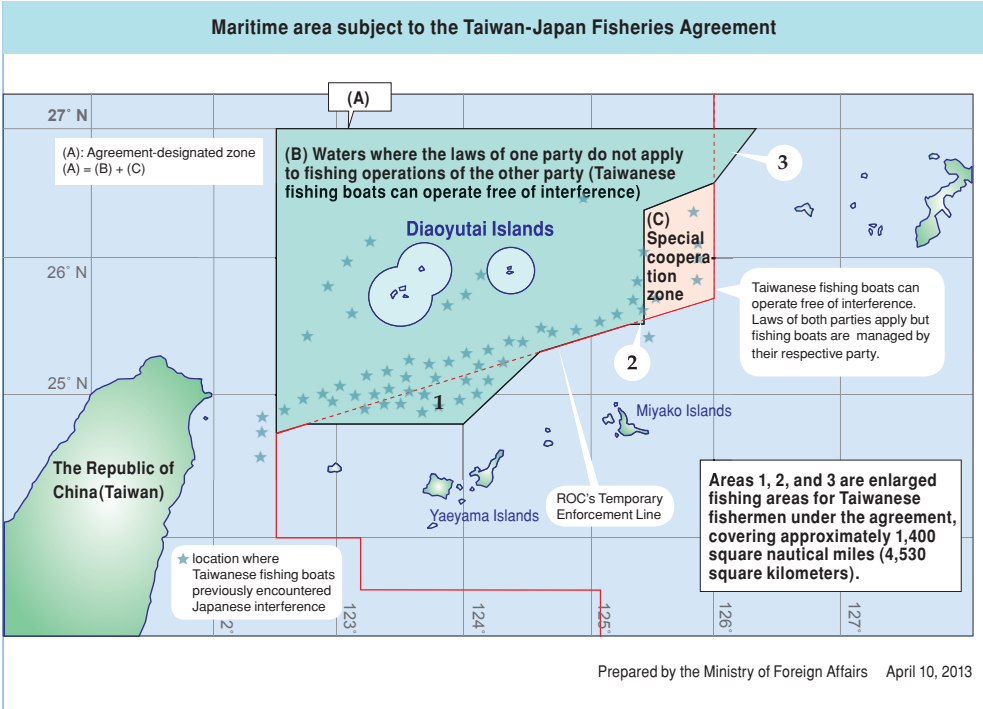 Maritime area subject to the Taiwan-Japan Fisheries Agreement
(A)
27° N
(A): Agreement-designated zone
(A) = (B) + (C)
(B) Waters where the laws of one party do not apply
to fishing operations of the other party (Taiwanese
fishing boats can operate free of interference)
3
Diaoyutai Islands
(C)
Special
coopera-
tion
zone
26° N
Taiwanese fishing boats can
operate free of interference.
Laws of both parties apply but
fishing boats are managed by
their respective party.
2
25° N
1
Miyako Islands
The Republic of
China(Taiwan)
Yaeyama Islands
ROC's Temporary
Enforcement Line
Areas 1, 2, and 3 are enlarged
fishing areas for Taiwanese
fishermen under the agreement,
covering approximately 1,400
square nautical miles (4,530
square kilometers).
location where
Taiwanese fishing boats
previously encountered
Japanese interference
2°
123°
124°
125°
126°
127°
Prepared by the Ministry of Foreign Affairs April 10, 2013